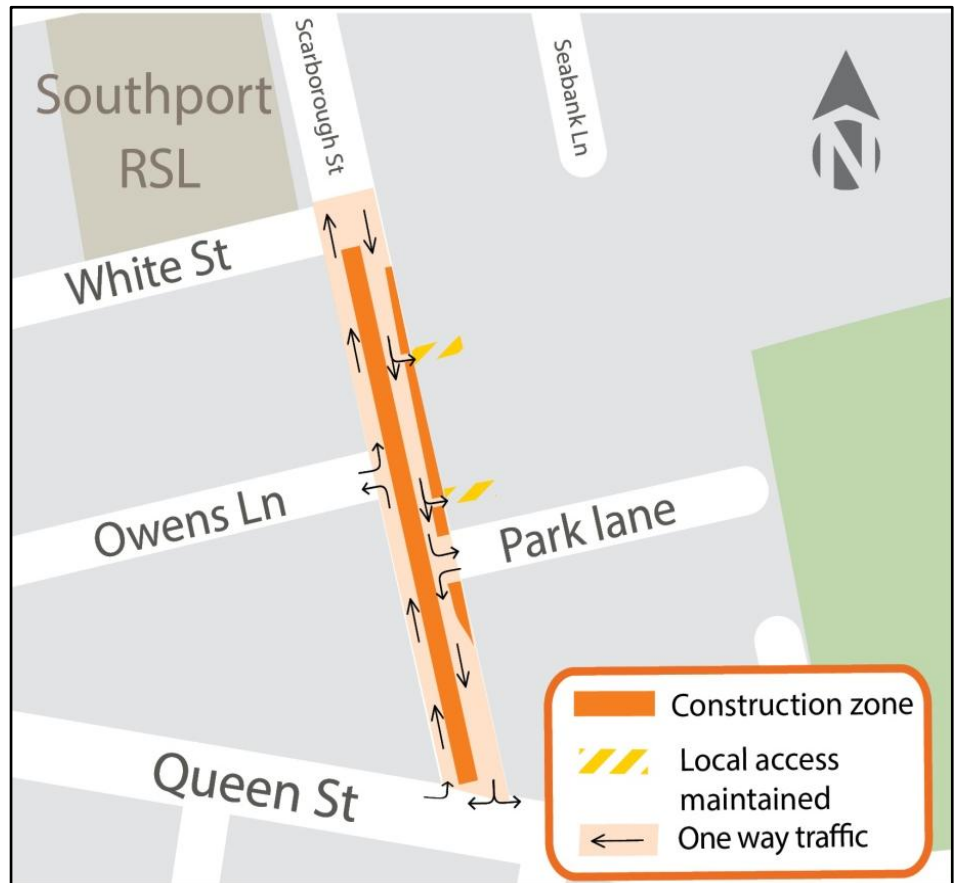 Southport
RSL
Scarborough St
Seabank Ln
N
White St
Owens Ln
Park lane
Queen St
Construction zone
Local access
maintained
One way traffic